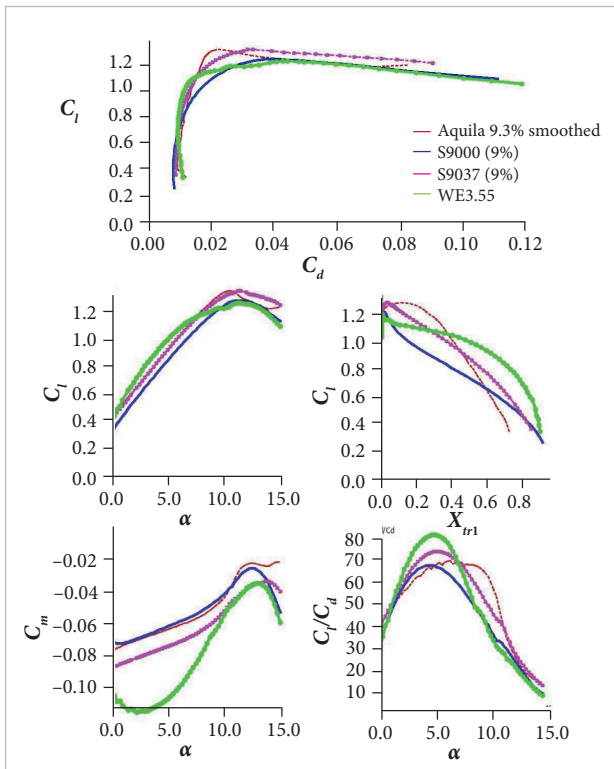 1.2
1.0
0.8
0.6
0.4
0.2
0.0
C_l
0.00 0.02 0.04 0.06 0.08 0.10 0.12
C_d
Aquila 9.3% smoothed
S9000 (9%)
S9037 (9%)
WE3.55
1.2
1.0
0.8
0.6
0.4
0.2
0.0
C_l
0.0 5.0 10.0 15.0
α
1.2
1.0
0.8
0.6
0.4
0.2
0.0
C_l
0.0 0.2 0.4 0.6 0.8
X_tr1
−0.02
−0.04
−0.06
−0.08
−0.10
C_m
0.0 5.0 10.0 15.0
α
l/Cd
80
70
60
50
40
30
20
10
C_l/C_d
0.0 5.0 10.0 15.0
α